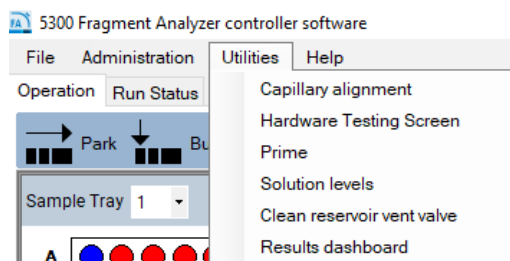 FA 5300 Fragment Analyzer controller software
File Administration Utilities Help
Operation Run Status
Capillary alignment
Hardware Testing Screen
Park
Prime
Sample Tray 1
Solution levels
Clean reservoir vent valve
A
Results dashboard